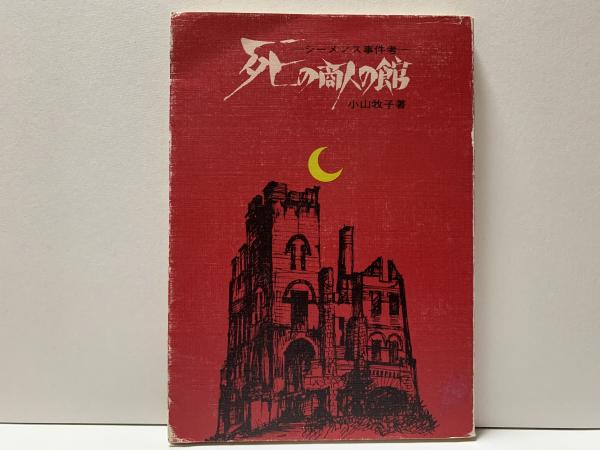 ―シーメンス事件考―
死の商人の館
小山牧子著